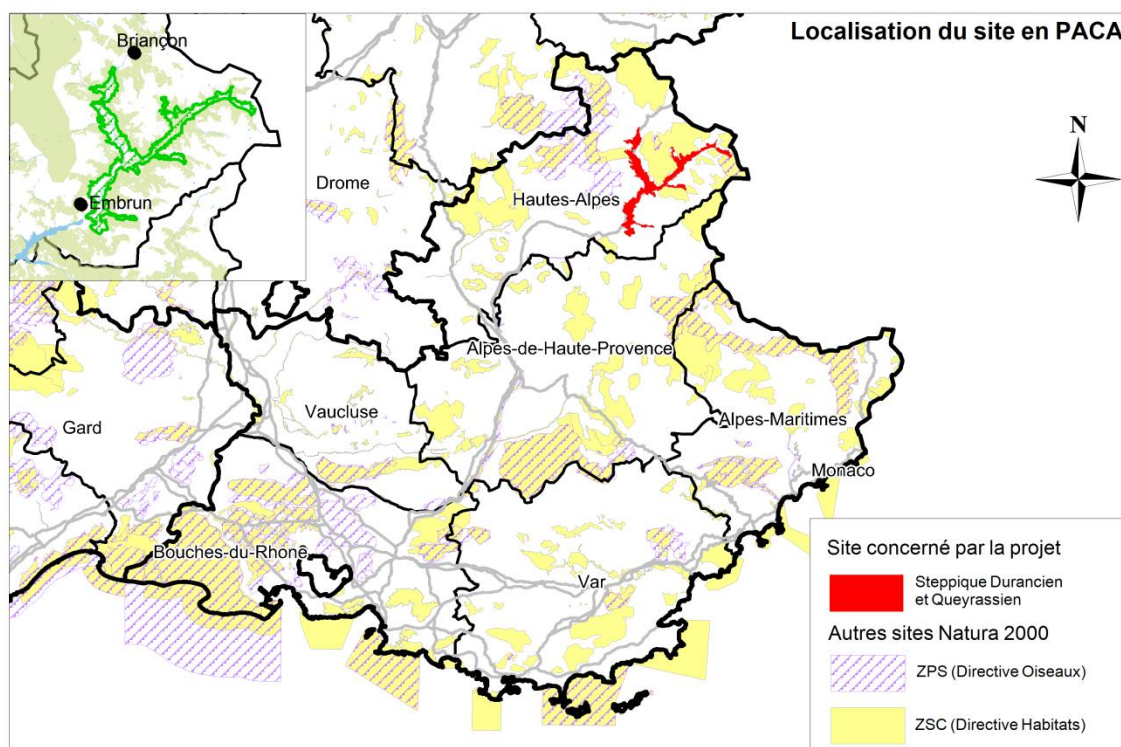 Localisation du site en PACA
Briançon
Embrun
N
Drome
Hautes-Alpes
Alpes-de-Haute-Provence
Vaucluse
Gard
Alpes-Maritimes
Monaco
Bouches-du-Rhône
Var
Site concerné par la projet
Steppique Durancien
et Queyrassien
Autres sites Natura 2000
ZPS (Directive Oiseaux)
ZSC (Directive Habitats)